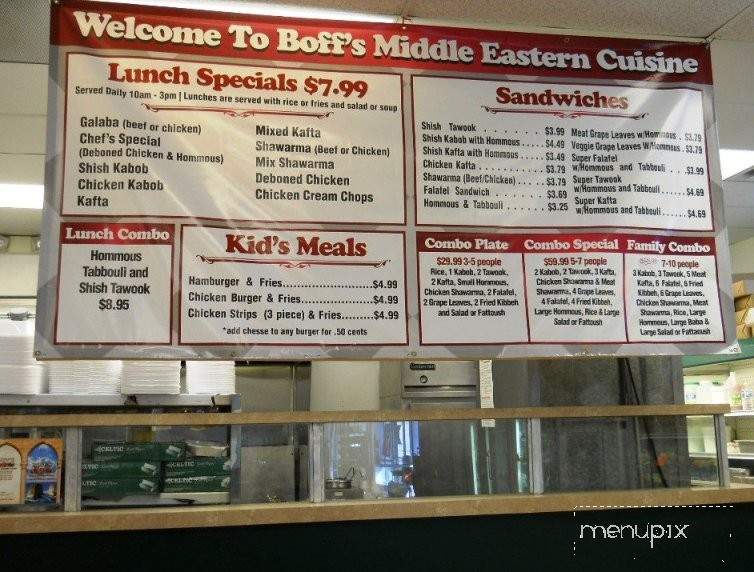 Welcome To Boff's Middle Eastern Cuisine
Lunch Specials $7.99
Served Daily 10am - 3pm | Lunches are served with rice or fries and salad or soup
Galaba (beef or chicken)
Chef's Special
(Deboned Chicken & Hommous)
Shish Kabob
Chicken Kabob
Kafta
Mixed Kafta
Shawarma (Beef or Chicken)
Mix Shawarma
Deboned Chicken
Chicken Cream Chops
Sandwiches
Shish Tawook . . . . . . . . $3.99
Shish Kabob with Hommous . . . . . $4.49
Shish Kafta with Hommous . . . . . $3.49
Chicken Kafta . . . . . . . . . . $3.79
Shawarma (Beef/Chicken) . . . . . $3.79
Falafel Sandwich . . . . . . . . $3.69
Hommous & Tabbouli . . . . . . . $3.25
Meat Grape Leaves w/Hommous . $3.79
Veggie Grape Leaves W/Hommous . $3.79
Super Falafel
w/Hommous and Tabbouli . . . $3.99
Super Tawook
w/Hommous and Tabbouli . . . . . $4.69
Super Kafta
w/Hommous and Tabbouli . . . . . $4.69
Lunch Combo
Hommous
Tabbouli and
Shish Tawook
$8.95
Kid's Meals
Hamburger & Fries......................$4.99
Chicken Burger & Fries..................$4.99
Chicken Strips (3 piece) & Fries........$4.99
*add chesse to any burger for .50 cents
Combo Plate
$29.99 3-5 people
Rice, 1 Kabob, 2 Tawook,
2 Kafta, Small Hommous,
Chicken Shawarma, 2 Falafel,
2 Grape Leaves, 2 Fried Kibbeh
and Salad or Fattoush
Combo Special
$59.99 5-7 people
2 Kabob, 2 Tawook, 3 Kafta,
Chicken Shawarma & Meat
Shawarma, 4 Grape Leaves,
4 Falafel, 4 Fried Kibbeh,
Large Hommous, Rice & Large
Salad or Fattoush
Family Combo
7-10 people
3 Kabob, 3 Tawook, 5 Meat
Kafta, 6 Falafel, 6 Fried
Kibbeh, 6 Grape Leaves,
Chicken Shawarma, Meat
Shawarma, Rice, Large
Hommous, Large Baba &
Large Salad or Fattoush
CELTIC
CELTIC
CELTIC
CELTIC
menupix